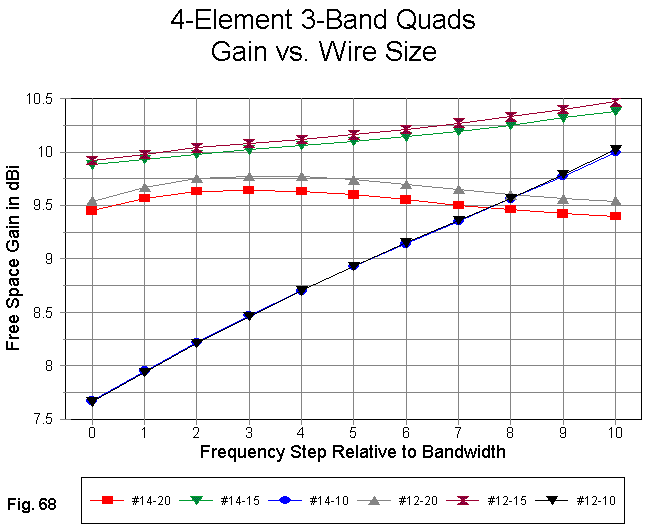 4-Element 3-Band Quads
Gain vs. Wire Size
Free Space Gain in dBi
10.5
10
9.5
9
8.5
8
7.5
0 1 2 3 4 5 6 7 8 9 10
Frequency Step Relative to Bandwidth
Fig. 68
#14-20 #14-15 #14-10 #12-20 #12-15 #12-10